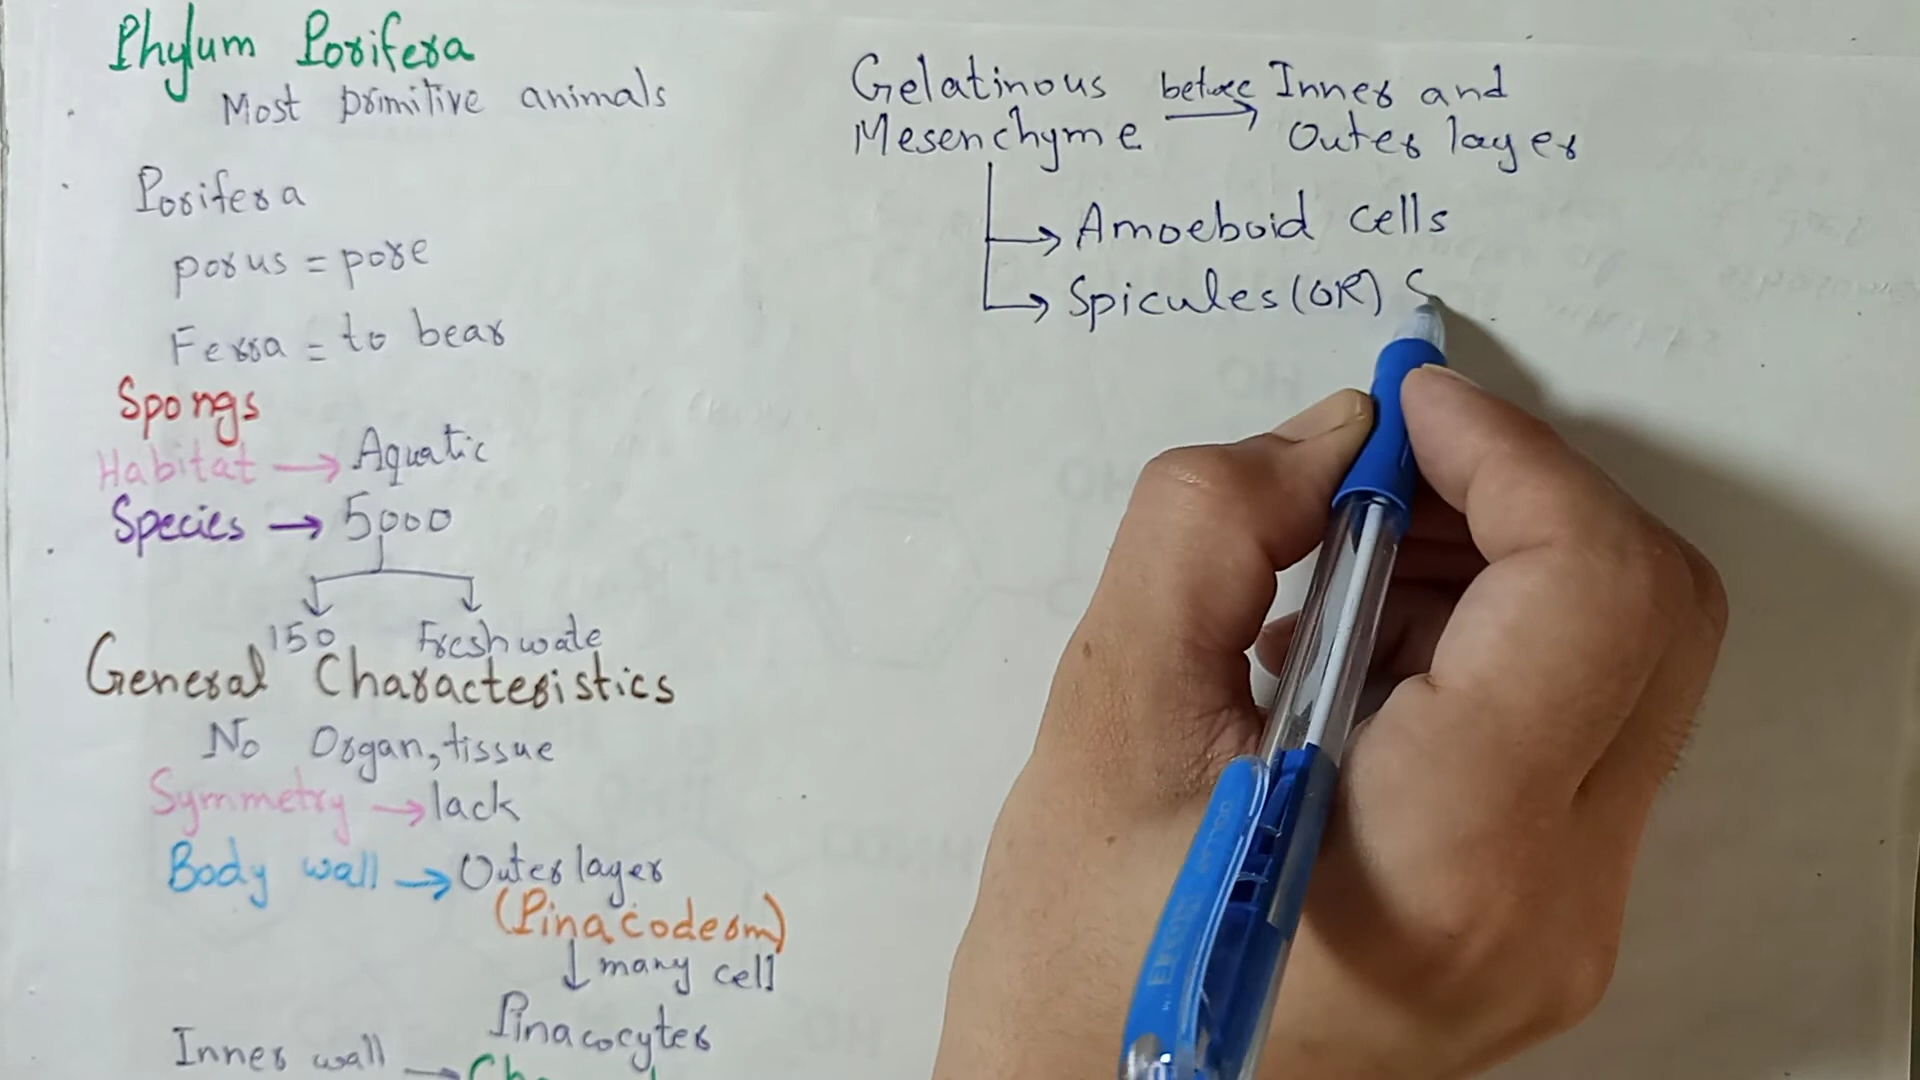 Phylum Porifera
Most primitive animals
Porifera
porus = pore
Ferra = to bear
Spongs
Habitat → Aquatic
Species → 5000
150 Freshwate
General Characteristics
No Organ, tissue
Symmetry → lack
Body wall → Outer layer
(Pinacoderm)
↓ many cell
Pinacocyter
Inner wall →
Gelatinous Mesenchyme → Inner and
Outer layer
→ Amoeboid cells
→ Spicules (OR) S